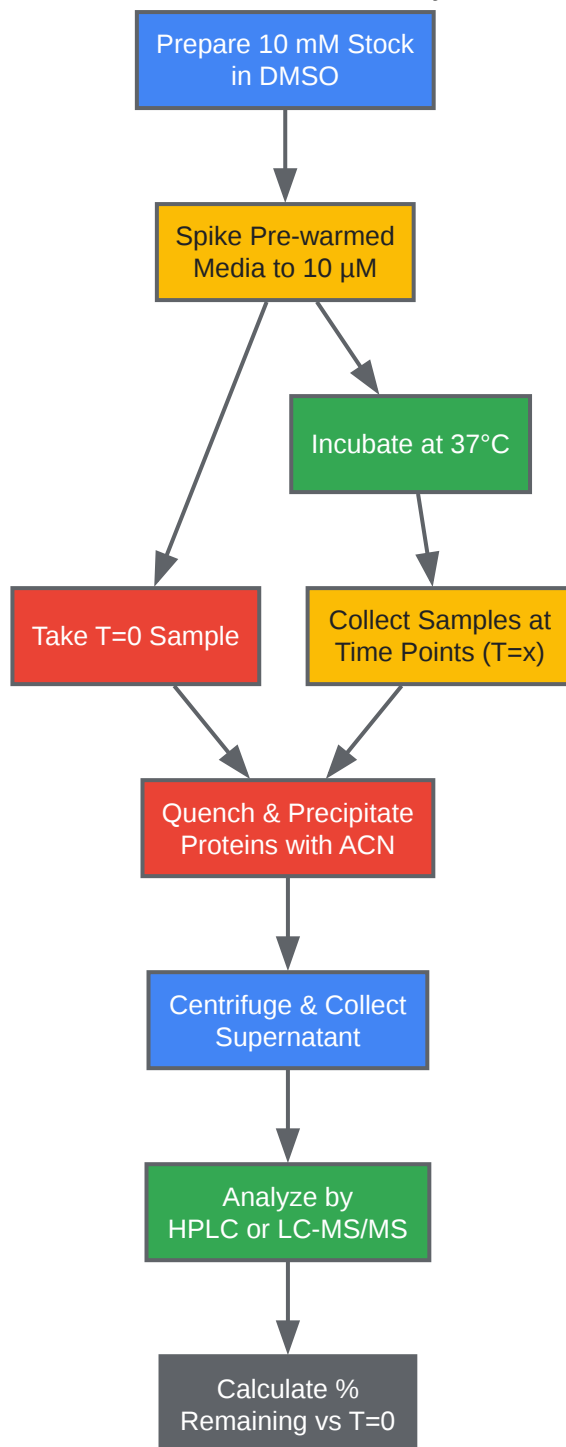 Prepare 10 mM Stock
in DMSO
Spike Pre-warmed
Media to 10 µM
Incubate at 37°C
Take T=0 Sample
Collect Samples at
Time Points (T=x)
Quench & Precipitate
Proteins with ACN
Centrifuge & Collect
Supernatant
Analyze by
HPLC or LC-MS/MS
Calculate %
Remaining vs T=0